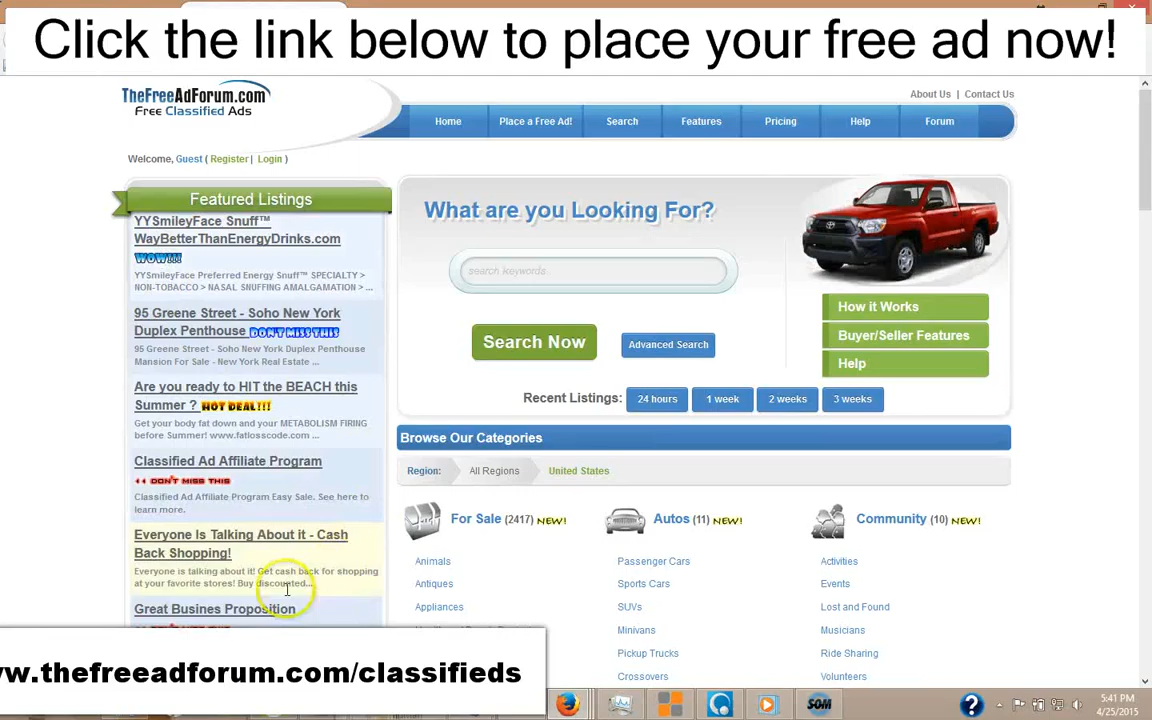 Click the link below to place your free ad now!
TheFreeAdForum.com
Free Classified Ads
About Us | Contact Us
Home Place a Free Ad! Search Features Pricing Help Forum
Welcome, Guest ( Register | Login )
Featured Listings
YYSmileyFace Snuff™
WayBetterThanEnergyDrinks.com
WOW!!!
YYSmileyFace Preferred Energy Snuff™ SPECIALTY >
NON-TOBACCO > NASAL SNUFFING AMALGAMATION > ...
95 Greene Street - Soho New York
Duplex Penthouse DON'T MISS THIS
95 Greene Street - Soho New York Duplex Penthouse
Mansion For Sale - New York Real Estate ...
Are you ready to HIT the BEACH this
Summer ? HOT DEAL!!!
Get your body fat down and your METABOLISM FIRING
before Summer! www.fatlosscode.com ...
Classified Ad Affiliate Program
DON'T MISS THIS
Classified Ad Affiliate Program Easy Sale. See here to
learn more.
Everyone Is Talking About it - Cash
Back Shopping!
Everyone is talking about it! Get cash back for shopping
at your favorite stores! Buy discounted...
Great Busines Proposition
What are you Looking For?
search keywords..
Search Now Advanced Search
How it Works
Buyer/Seller Features
Help
Recent Listings: 24 hours 1 week 2 weeks 3 weeks
Browse Our Categories
Region: All Regions United States
For Sale (2417) NEW!
Animals
Antiques
Appliances
Autos (11) NEW!
Passenger Cars
Sports Cars
SUVs
Minivans
Pickup Trucks
Crossovers
Community (10) NEW!
Activities
Events
Lost and Found
Musicians
Ride Sharing
Volunteers
w.thefreeadforum.com/classifieds
SOM
5:41 PM
4/25/2015